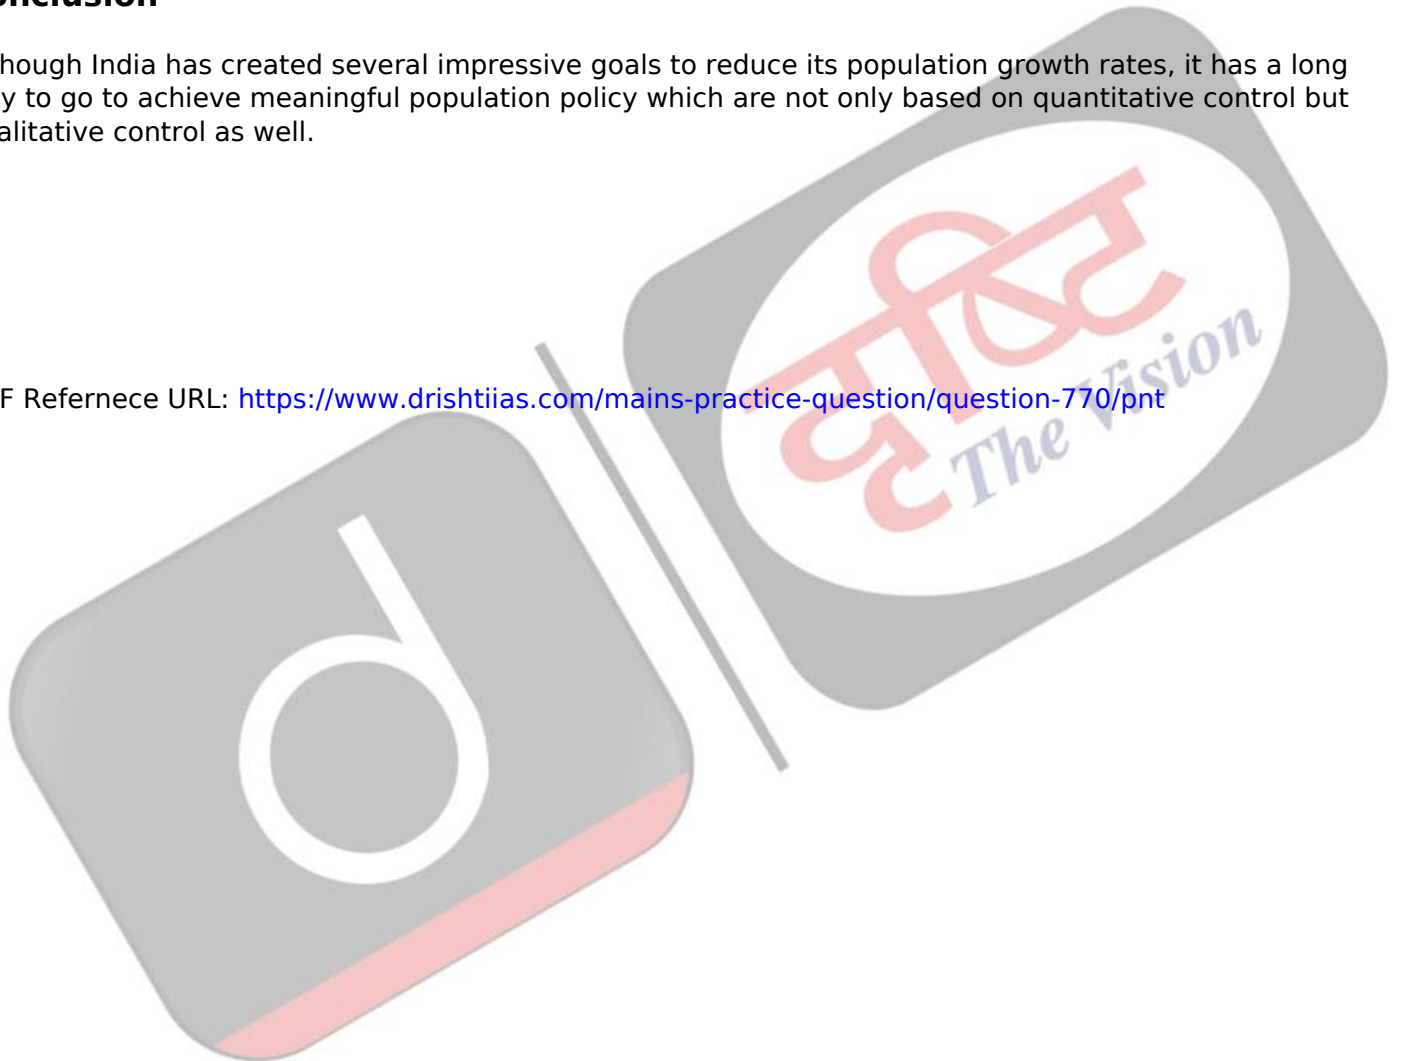 onclusion
hough India has created several impressive goals to reduce its population growth rates, it has a long
y to go to achieve meaningful population policy which are not only based on quantitative control but
alitative control as well.
F Refernece URL: https://www.drishtiias.com/mains-practice-question/question-770/pnt
दृष्टि
The Vision
d